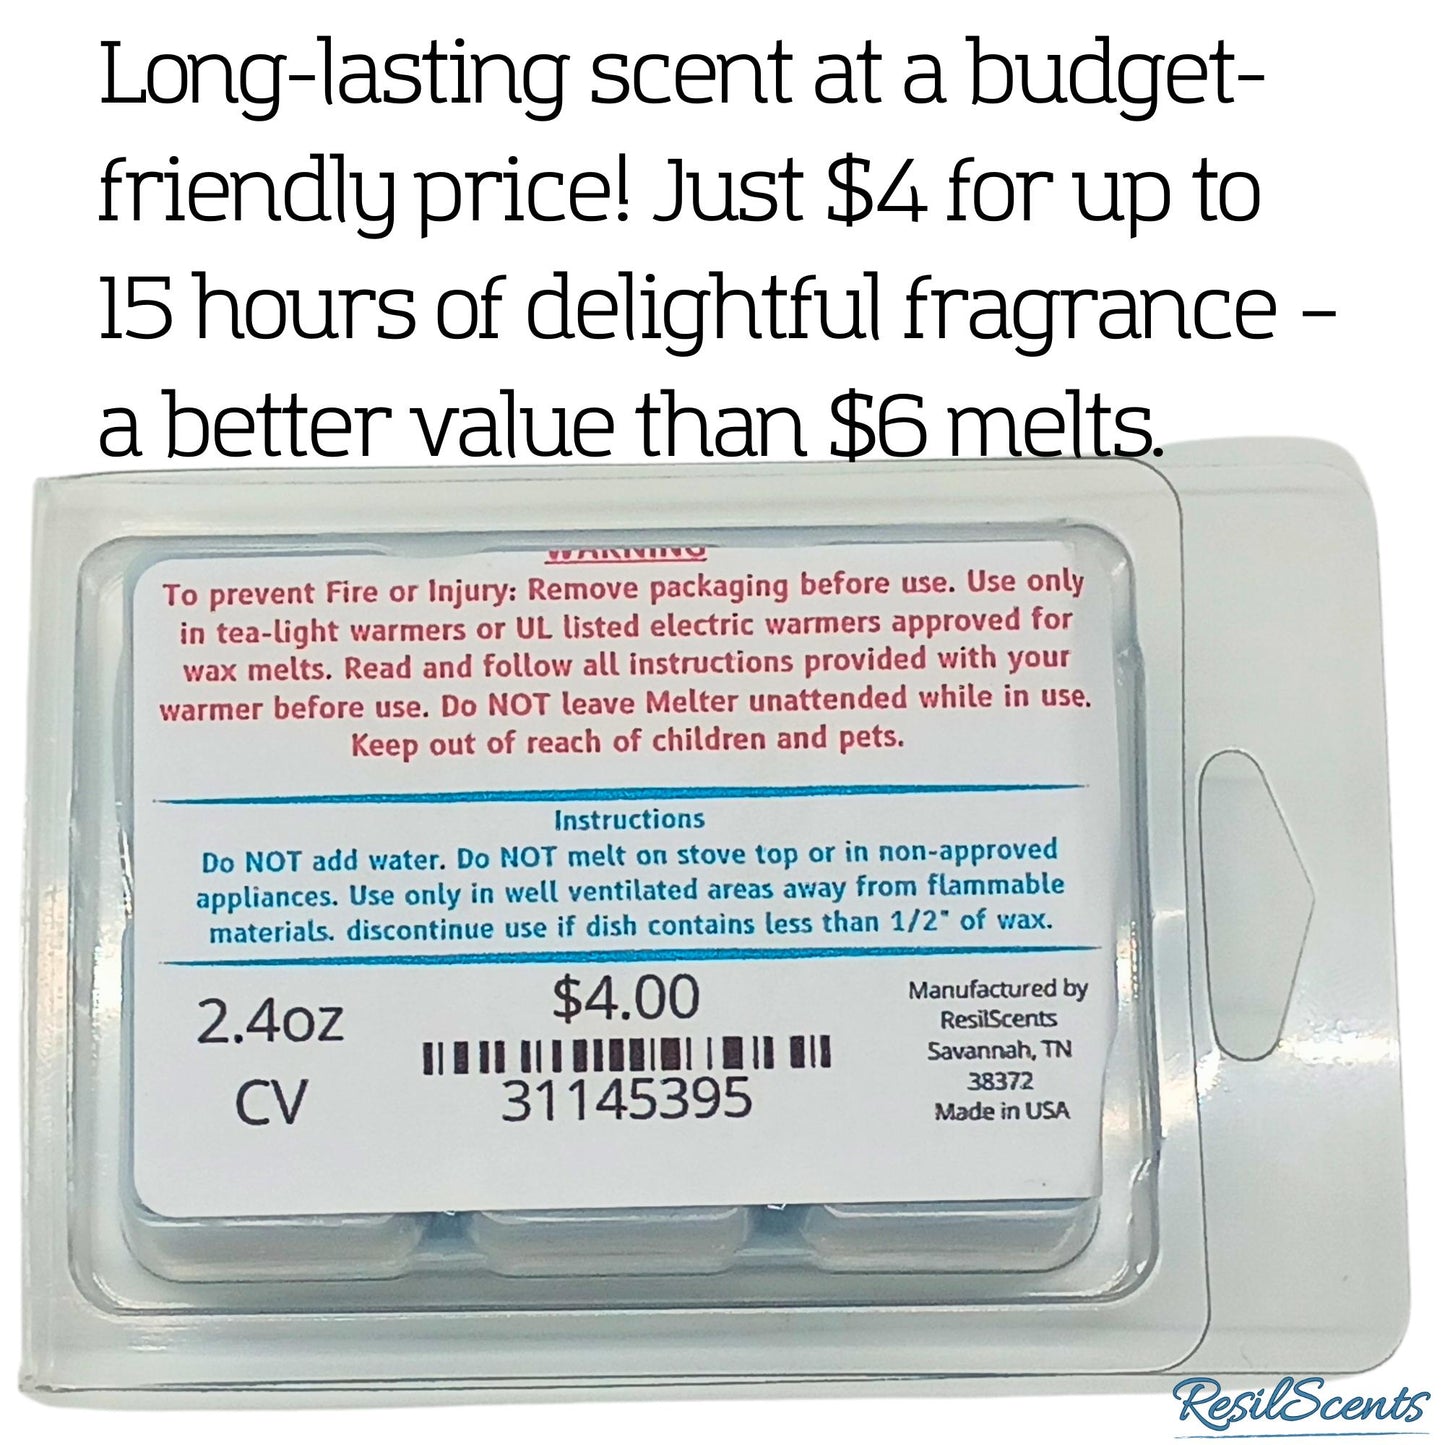 Long-lasting scent at a budget-
friendly price! Just $4 for up to
15 hours of delightful fragrance –
a better value than $6 melts.
WARNING
To prevent Fire or Injury: Remove packaging before use. Use only
in tea-light warmers or UL listed electric warmers approved for
wax melts. Read and follow all instructions provided with your
warmer before use. Do NOT leave Melter unattended while in use.
Keep out of reach of children and pets.
Instructions
Do NOT add water. Do NOT melt on stove top or in non-approved
appliances. Use only in well ventilated areas away from flammable
materials. discontinue use if dish contains less than 1/2" of wax.
2.4oz
CV
$4.00
31145395
Manufactured by
ResilScents
Savannah, TN
38372
Made in USA
ResilScents